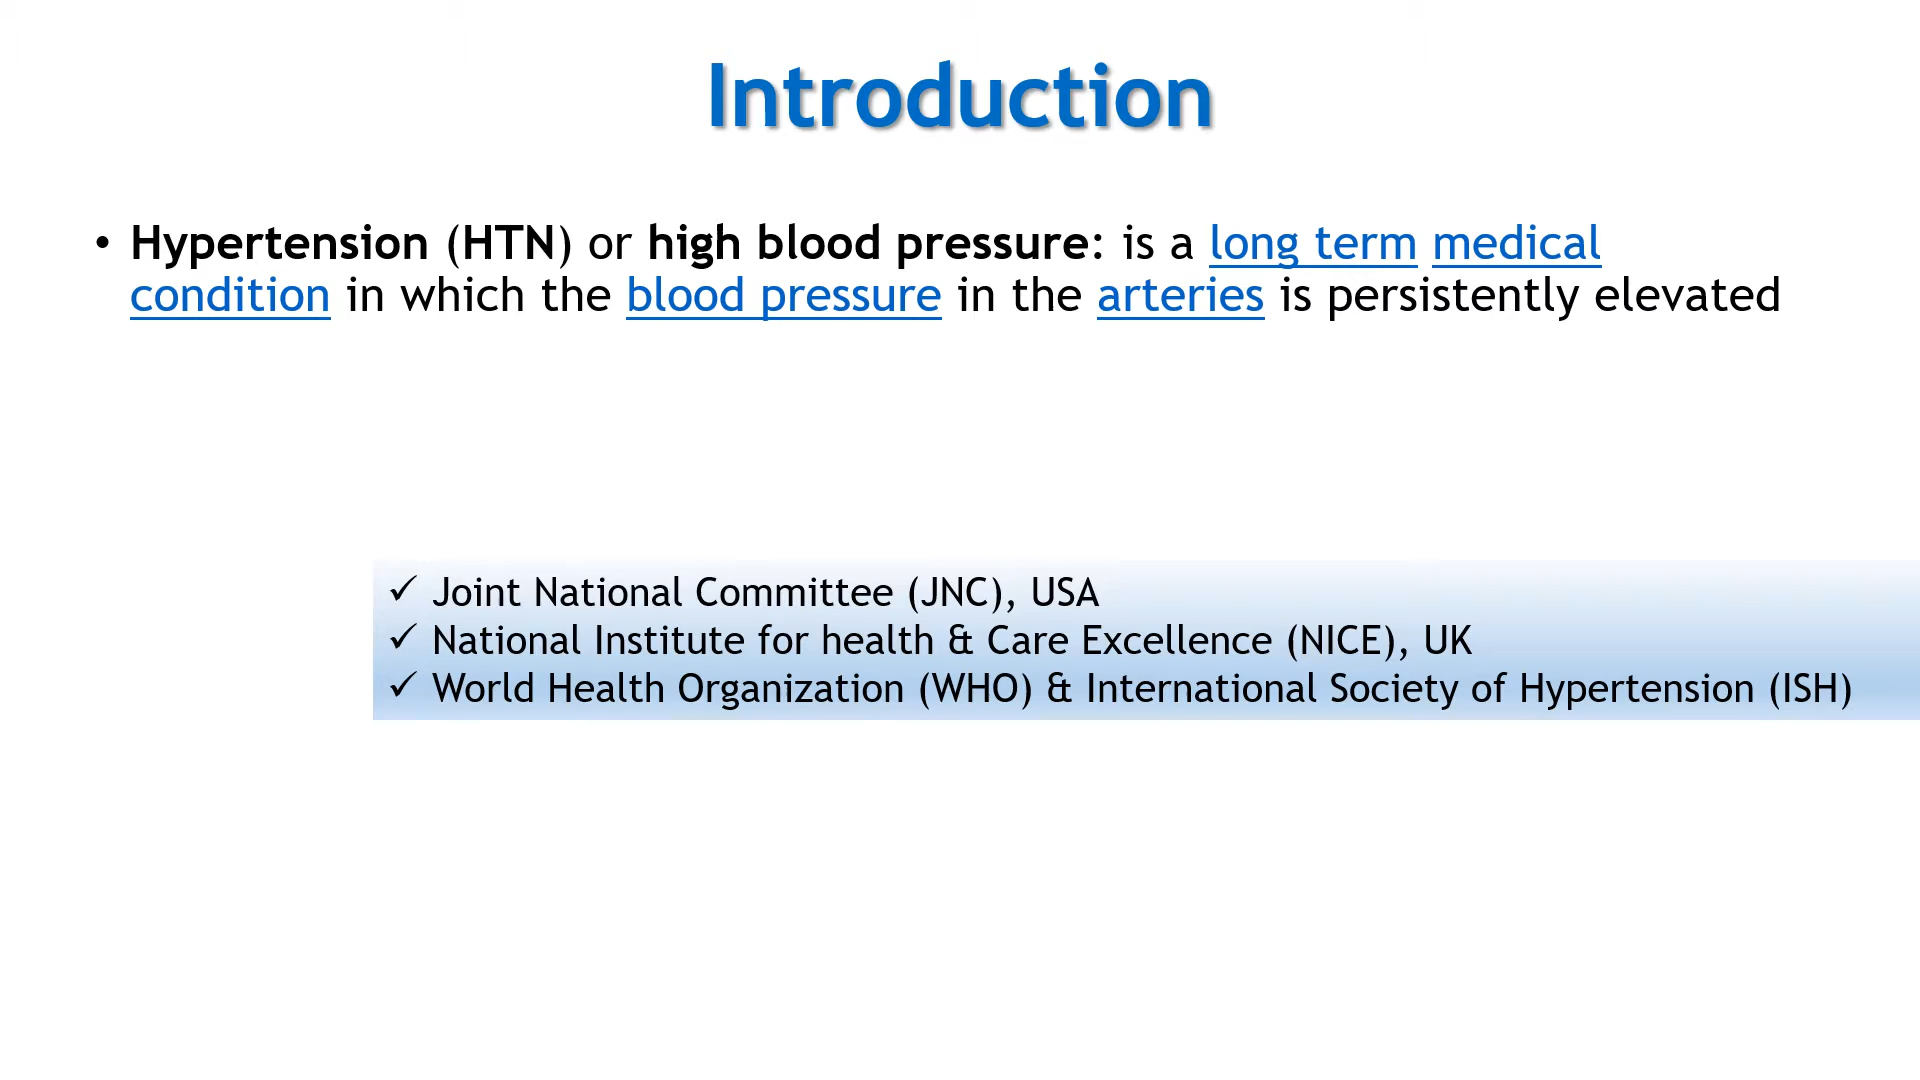 Introduction
• Hypertension (HTN) or high blood pressure: is a long term medical
condition in which the blood pressure in the arteries is persistently elevated
✓ Joint National Committee (JNC), USA
✓ National Institute for health & Care Excellence (NICE), UK
✓ World Health Organization (WHO) & International Society of Hypertension (ISH)